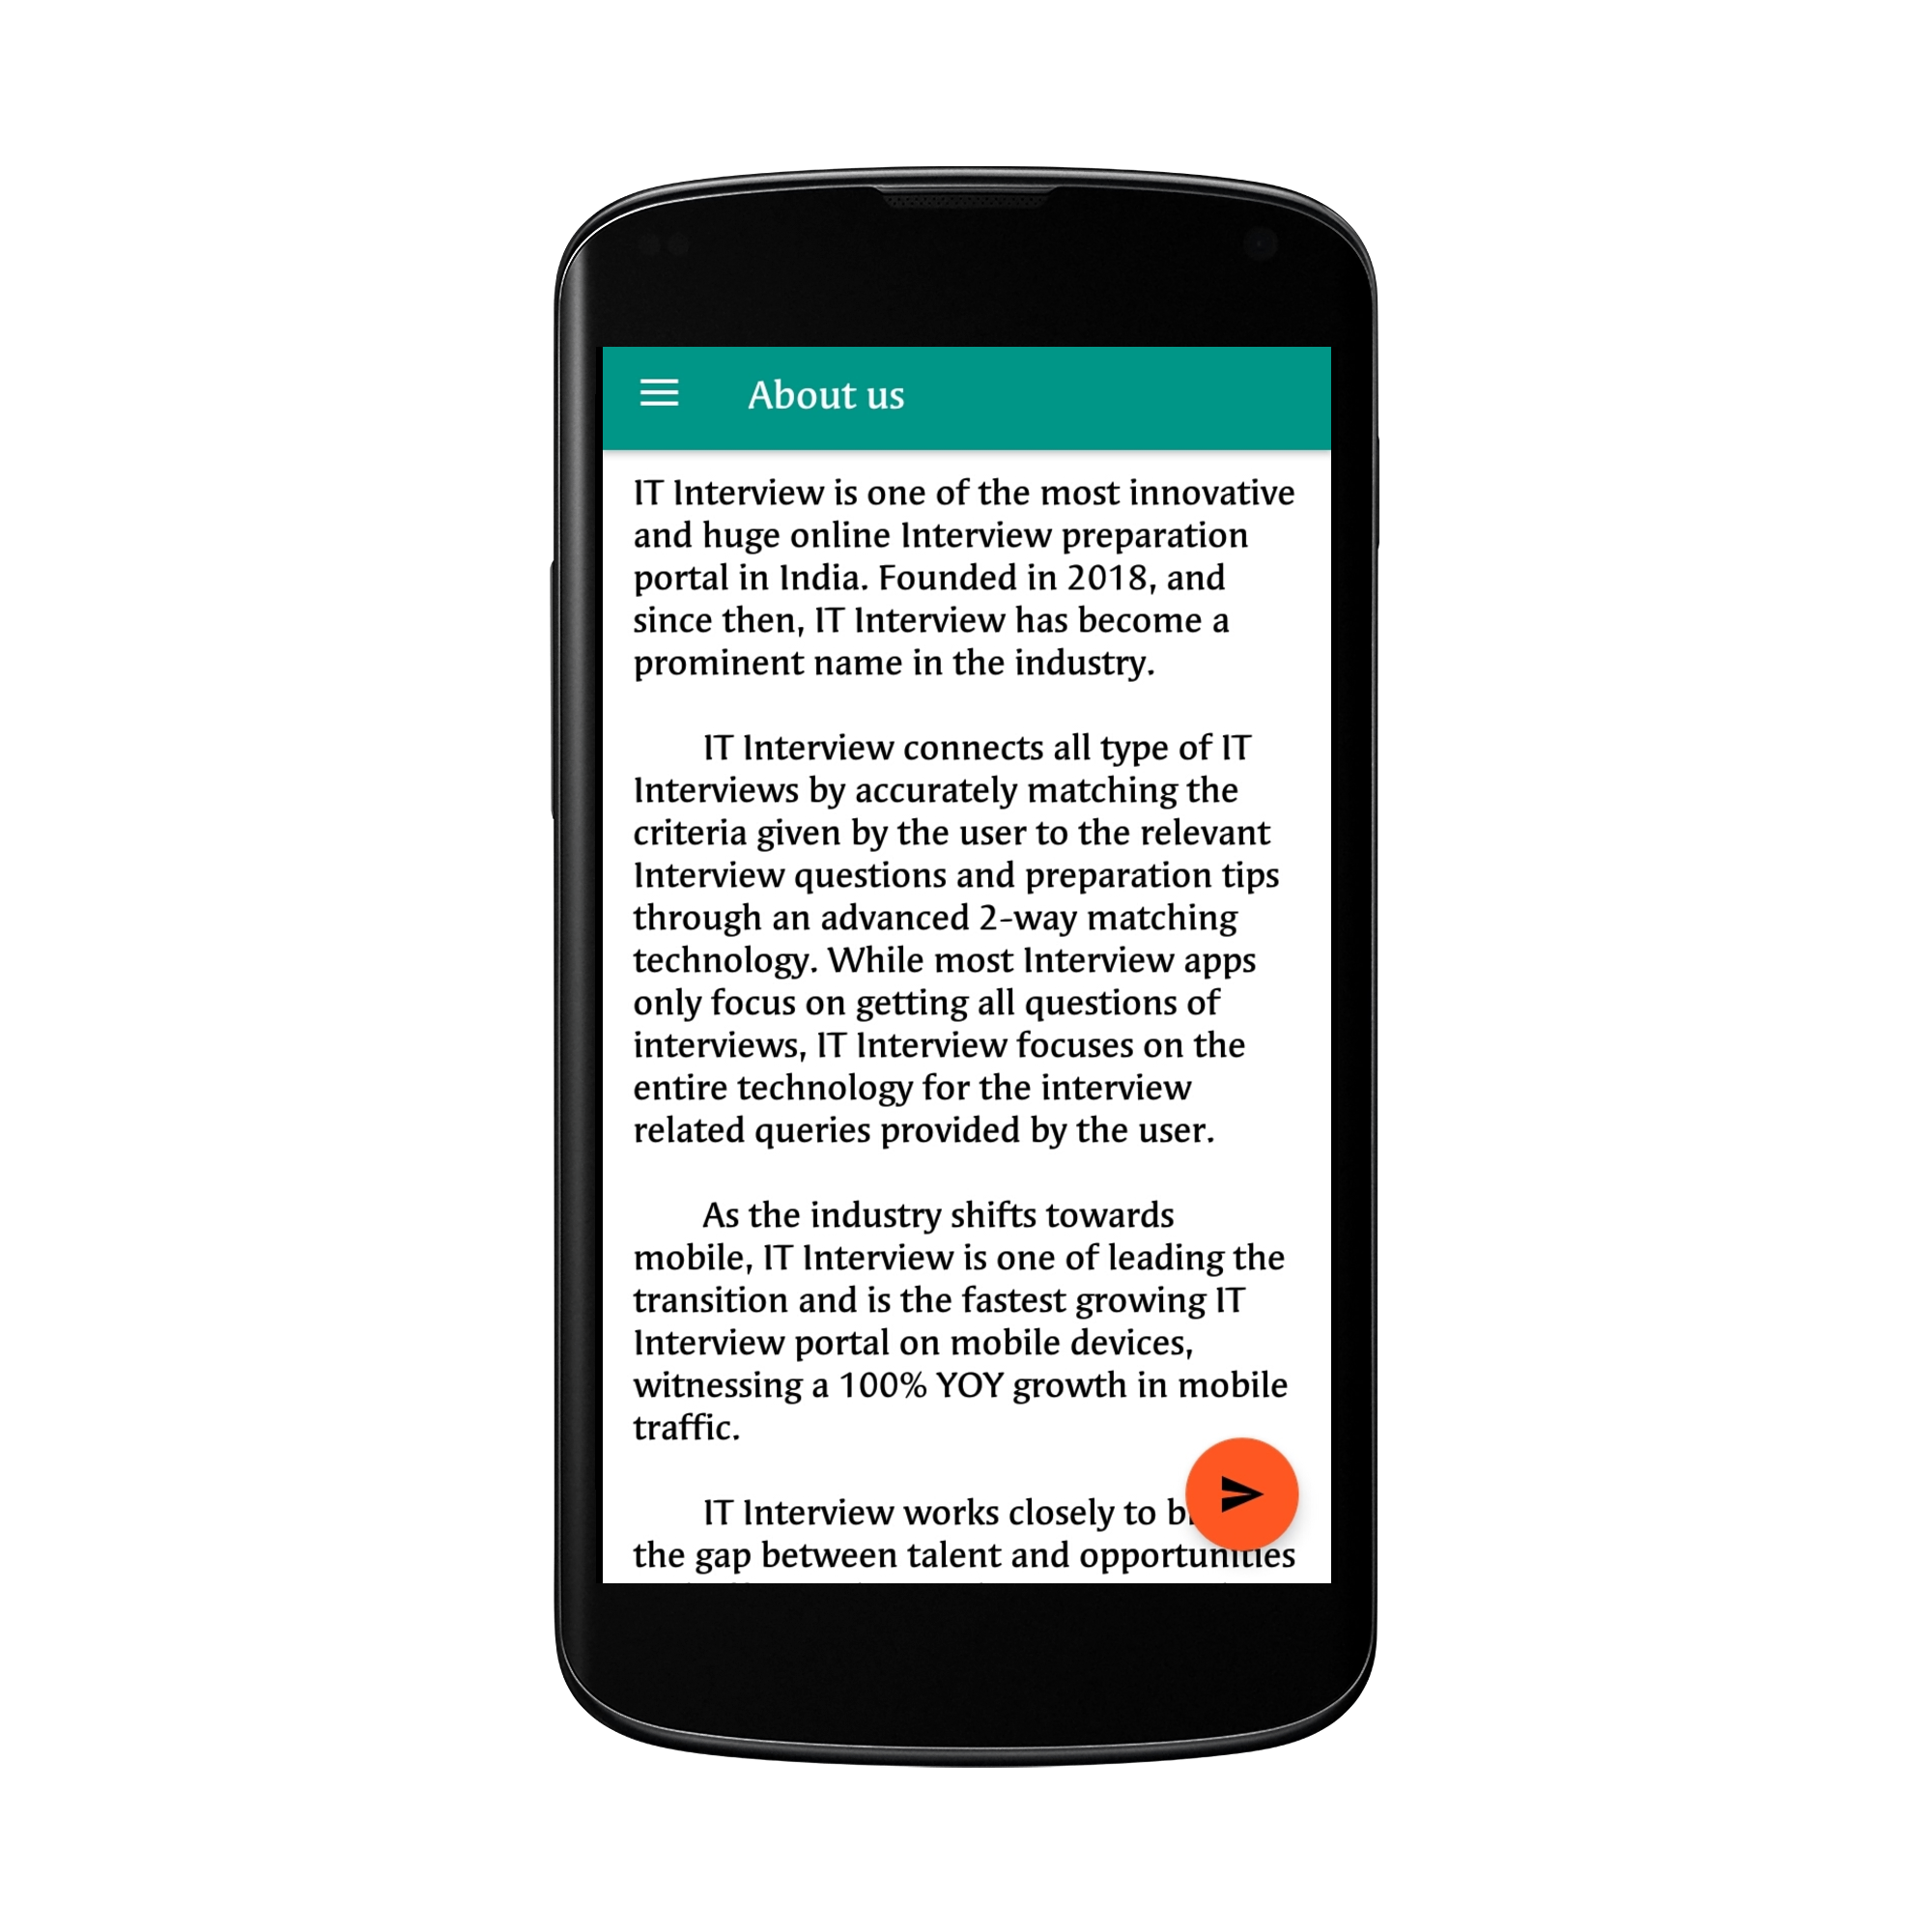 About us
IT Interview is one of the most innovative
and huge online Interview preparation
portal in India. Founded in 2018, and
since then, IT Interview has become a
prominent name in the industry.
IT Interview connects all type of IT
Interviews by accurately matching the
criteria given by the user to the relevant
Interview questions and preparation tips
through an advanced 2-way matching
technology. While most Interview apps
only focus on getting all questions of
interviews, IT Interview focuses on the
entire technology for the interview
related queries provided by the user.
As the industry shifts towards
mobile, IT Interview is one of leading the
transition and is the fastest growing IT
Interview portal on mobile devices,
witnessing a 100% YOY growth in mobile
traffic.
IT Interview works closely to
the gap between talent and opportunities